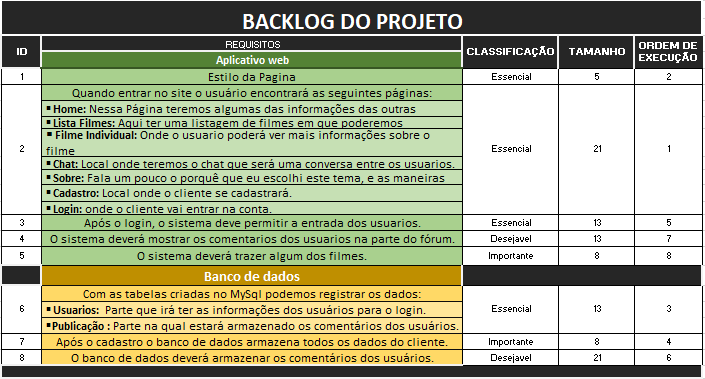 BACKLOG DO PROJETO
ID REQUISITOS CLASSIFICAÇÃO TAMANHO ORDEM DE EXECUÇÃO
Aplicativo web
1 Estilo da Pagina Essencial 5 2
Quando entrar no site o usuário encontrará as seguintes páginas:
▪ Home: Nessa Página teremos algumas das informações das outras
▪ Lista Filmes: Aqui ter uma listagem de filmes em que poderemos
▪ Filme Individual: Onde o usuario poderá ver mais informações sobre o
filme
2 Essencial 21 1
▪ Chat: Local onde teremos o chat que será uma conversa entre os usuarios.
▪ Sobre: Fala um pouco o porquê que eu escolhi este tema, e as maneiras
▪ Cadastro: Local onde o cliente se cadastrará.
▪ Login: onde o cliente vai entrar na conta.
3 Após o login, o sistema deve permitir a entrada dos usuarios. Essencial 13 5
4 O sistema deverá mostrar os comentarios dos usuarios na parte do fórum. Desejavel 13 7
5 O sistema deverá trazer algum dos filmes. Importante 8 8
Banco de dados
Com as tabelas criadas no MySql podemos registrar os dados:
6 ▪ Usuarios: Parte que irá ter as informações dos usuários para o login. Essencial 13 3
▪ Publicação : Parte na qual estará armazenado os comentários dos usuários.
7 Após o cadastro o banco de dados armazena todos os dados do cliente. Importante 8 4
8 O banco de dados deverá armazenar os comentários dos usuários. Desejavel 21 6